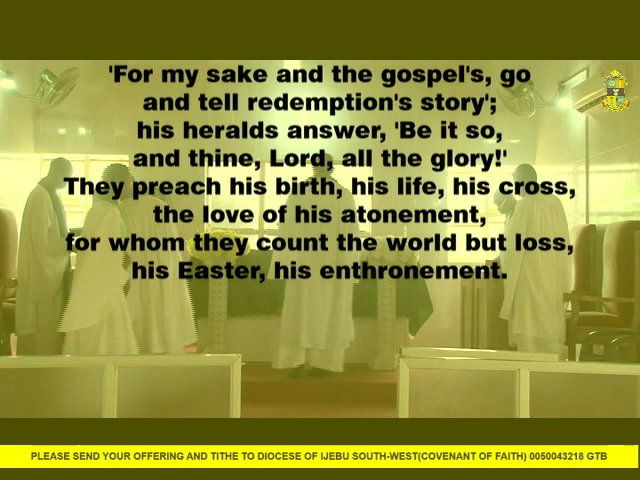 'For my sake and the gospel's, go
and tell redemption's story';
his heralds answer, 'Be it so,
and thine, Lord, all the glory!'
They preach his birth, his life, his cross,
the love of his atonement,
for whom they count the world but loss,
his Easter, his enthronement.
PLEASE SEND YOUR OFFERING AND TITHE TO DIOCESE OF IJEBU SOUTH-WEST(COVENANT OF FAITH) 0050043218 GTB